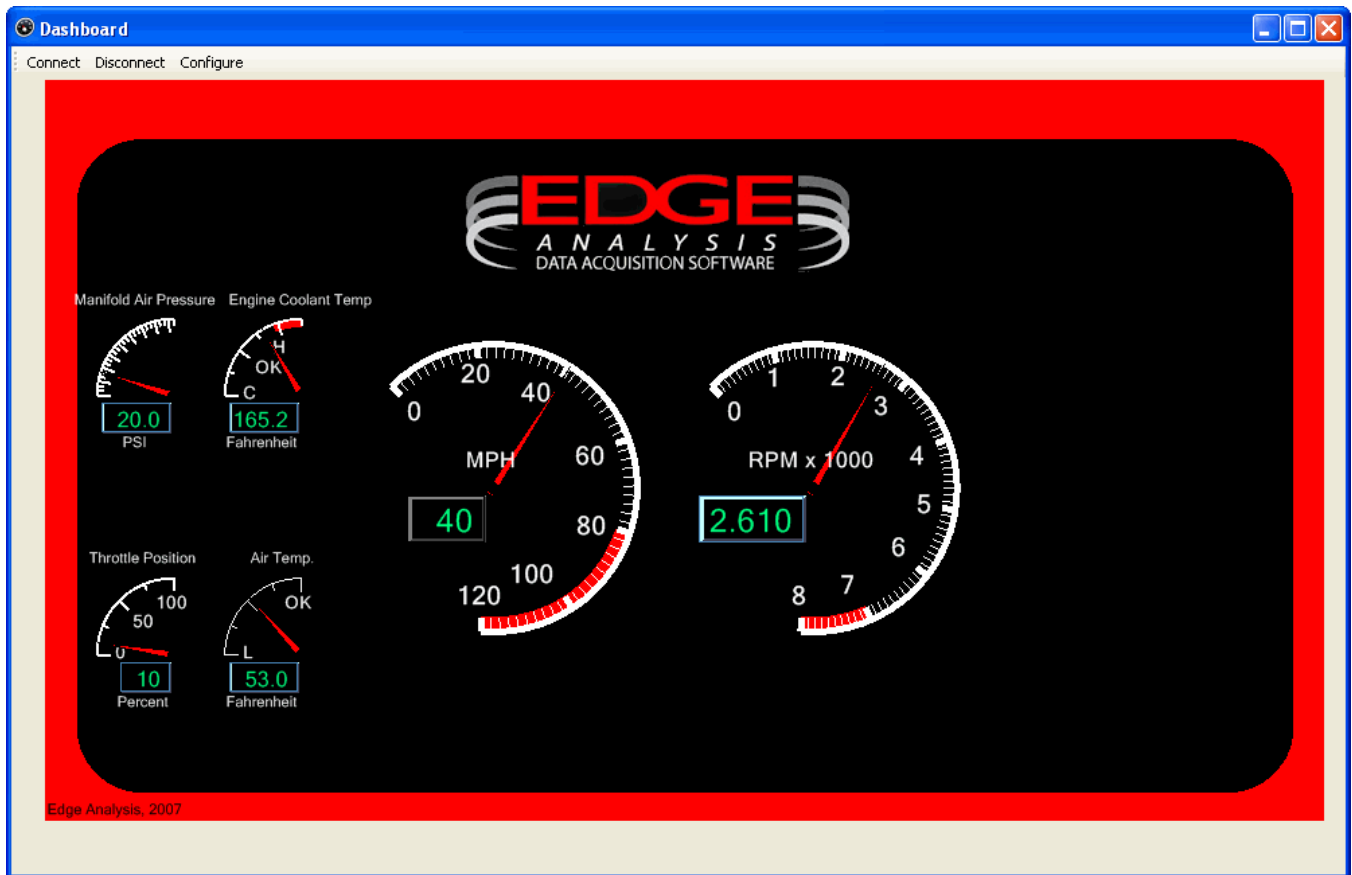 Dashboard
Connect Disconnect Configure
EDGE
ANALYSIS
DATA ACQUISITION SOFTWARE
Manifold Air Pressure
20.0
PSI
Engine Coolant Temp
H
OK
C
165.2
Fahrenheit
20
40
0
60
MPH
40
80
100
120
1
2
0
3
RPM x 1000
4
2.610
5
6
7
8
Throttle Position
100
50
0
10
Percent
Air Temp.
OK
L
53.0
Fahrenheit
Edge Analysis, 2007